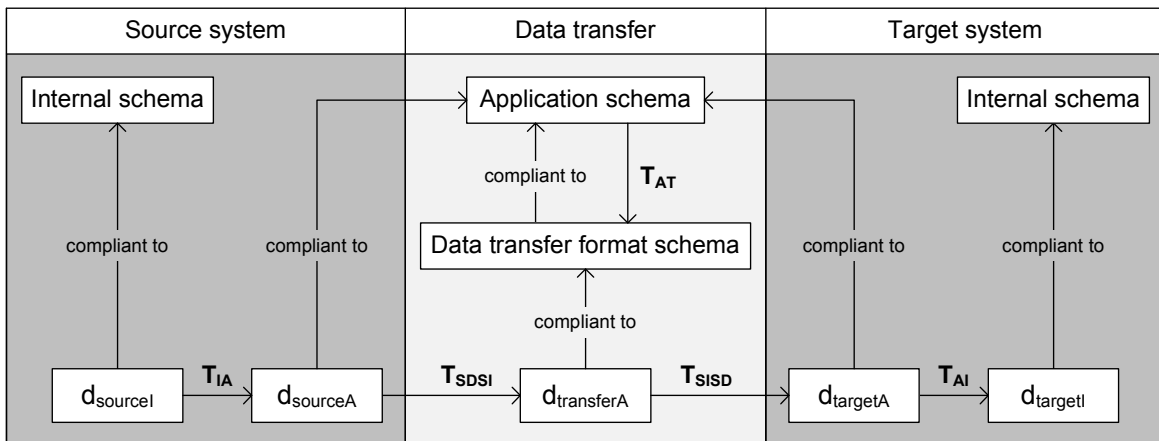 Source system
Data transfer
Target system
Internal schema
Application schema
Internal schema
compliant to
T_AT
Data transfer format schema
compliant to
compliant to
compliant to
compliant to
compliant to
d_sourceI
T_IA
d_sourceA
T_SDSI
d_transferA
T_SISD
d_targetA
T_AI
d_targetI